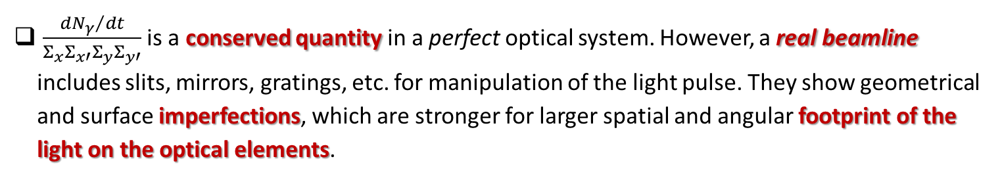 ❑ $\frac{dN_\gamma/dt}{\Sigma_x\Sigma_{x'}\Sigma_y\Sigma_{y'}}$ is a conserved quantity in a perfect optical system. However, a real beamline
includes slits, mirrors, gratings, etc. for manipulation of the light pulse. They show geometrical
and surface imperfections, which are stronger for larger spatial and angular footprint of the
light on the optical elements.